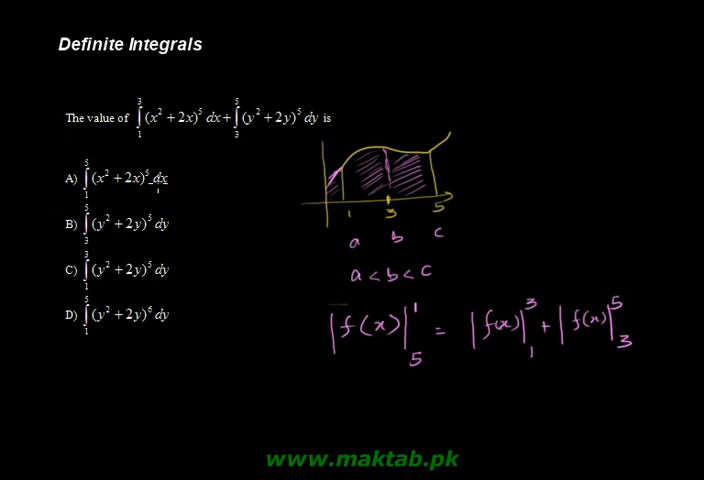 Definite Integrals
The value of ∫₁³(x² + 2x)⁵ dx + ∫₃⁵(y² + 2y)⁵ dy is
A) ∫₁⁵(x² + 2x)⁵ dx
B) ∫₃⁵(y² + 2y)⁵ dy
C) ∫₁³(y² + 2y)⁵ dy
D) ∫₁⁵(y² + 2y)⁶ dy
1 3 5
a b c
a < b < c
|f(x)|₅¹ = |f(x)|₁³ + |f(x)|₃⁵
www.maktab.pk